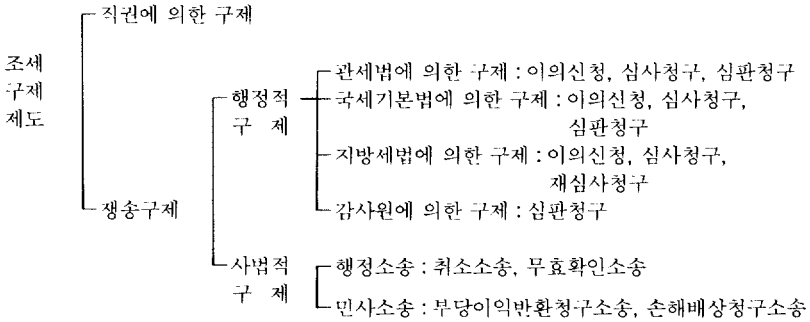 조세
구제
제도
직권에 의한 구제
쟁송구제
행정적
구 제
관세법에 의한 구제 : 이의신청, 심사청구, 심판청구
국세기본법에 의한 구제 : 이의신청, 심사청구,
심판청구
지방세법에 의한 구제 : 이의신청, 심사청구,
재심사청구
감사원에 의한 구제 : 심판청구
사법적
구 제
행정소송 : 취소소송, 무효확인소송
민사소송 : 부당이익반환청구소송, 손해배상청구소송